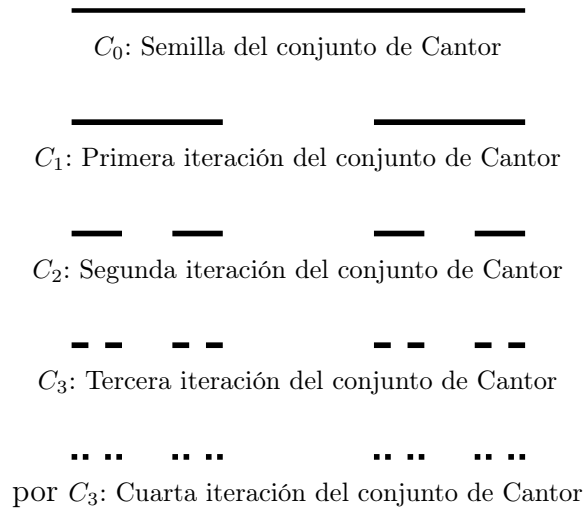 C₀: Semilla del conjunto de Cantor
C₁: Primera iteración del conjunto de Cantor
C₂: Segunda iteración del conjunto de Cantor
C₃: Tercera iteración del conjunto de Cantor
por C₃: Cuarta iteración del conjunto de Cantor